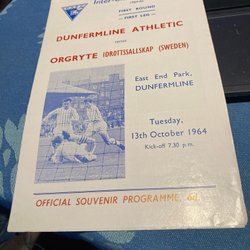 FIRST ROUND
— FIRST LEG —
DUNFERMLINE ATHLETIC
versus
ORGRYTE IDROTTSALLSKAP (SWEDEN)
East End Park,
DUNFERMLINE
Tuesday,
13th October 1964
Kick-off 7.30 p.m.
OFFICIAL SOUVENIR PROGRAMME, 6d.